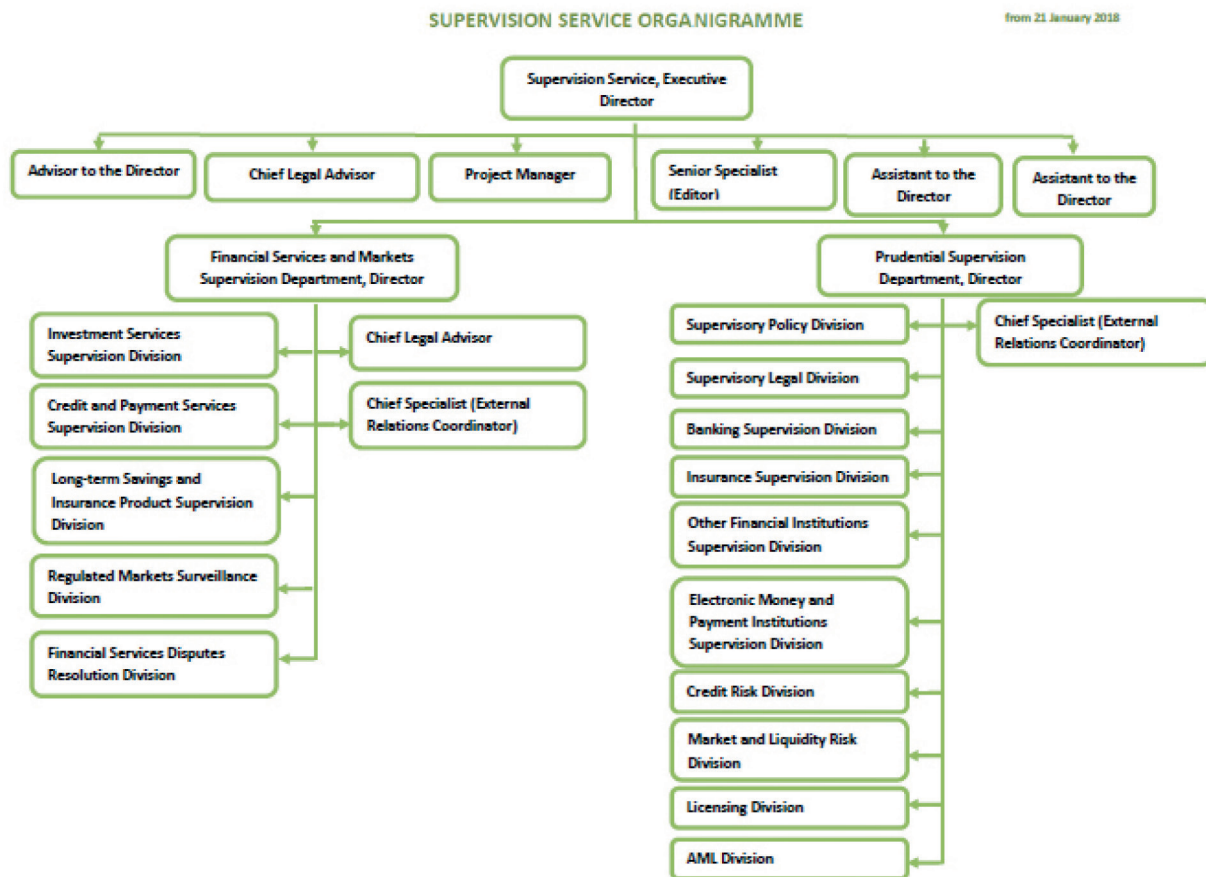 SUPERVISION SERVICE ORGANIGRAMME
from 21 January 2018
Supervision Service, Executive
Director
Advisor to the Director
Chief Legal Advisor
Project Manager
Senior Specialist
(Editor)
Assistant to the
Director
Assistant to the
Director
Financial Services and Markets
Supervision Department, Director
Investment Services
Supervision Division
Chief Legal Advisor
Credit and Payment Services
Supervision Division
Chief Specialist (External
Relations Coordinator)
Long-term Savings and
Insurance Product Supervision
Division
Regulated Markets Surveillance
Division
Financial Services Disputes
Resolution Division
Prudential Supervision
Department, Director
Supervisory Policy Division
Chief Specialist (External
Relations Coordinator)
Supervisory Legal Division
Banking Supervision Division
Insurance Supervision Division
Other Financial Institutions
Supervision Division
Electronic Money and
Payment Institutions
Supervision Division
Credit Risk Division
Market and Liquidity Risk
Division
Licensing Division
AML Division